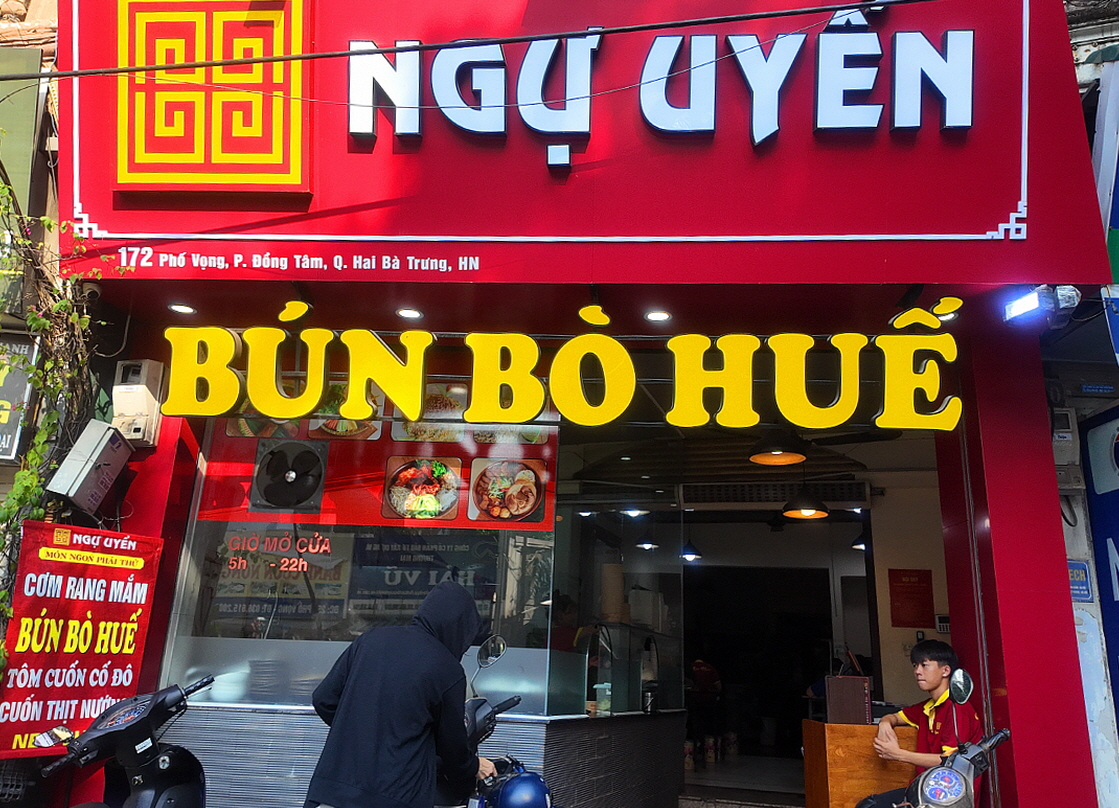 NGỰ UYỂN
172 Phố Vọng, P. Đồng Tâm, Q. Hai Bà Trưng, HN
BÚN BÒ HUẾ
GIỜ MỞ CỬA
5h - 22h
HẢI VŨ
NGỰ UYỂN
MÓN NGON PHẢI THỬ
CƠM RANG MẮM
BÚN BÒ HUẾ
TÔM CUỐN CỐ ĐÔ
CUỐN THỊT NƯỚNG